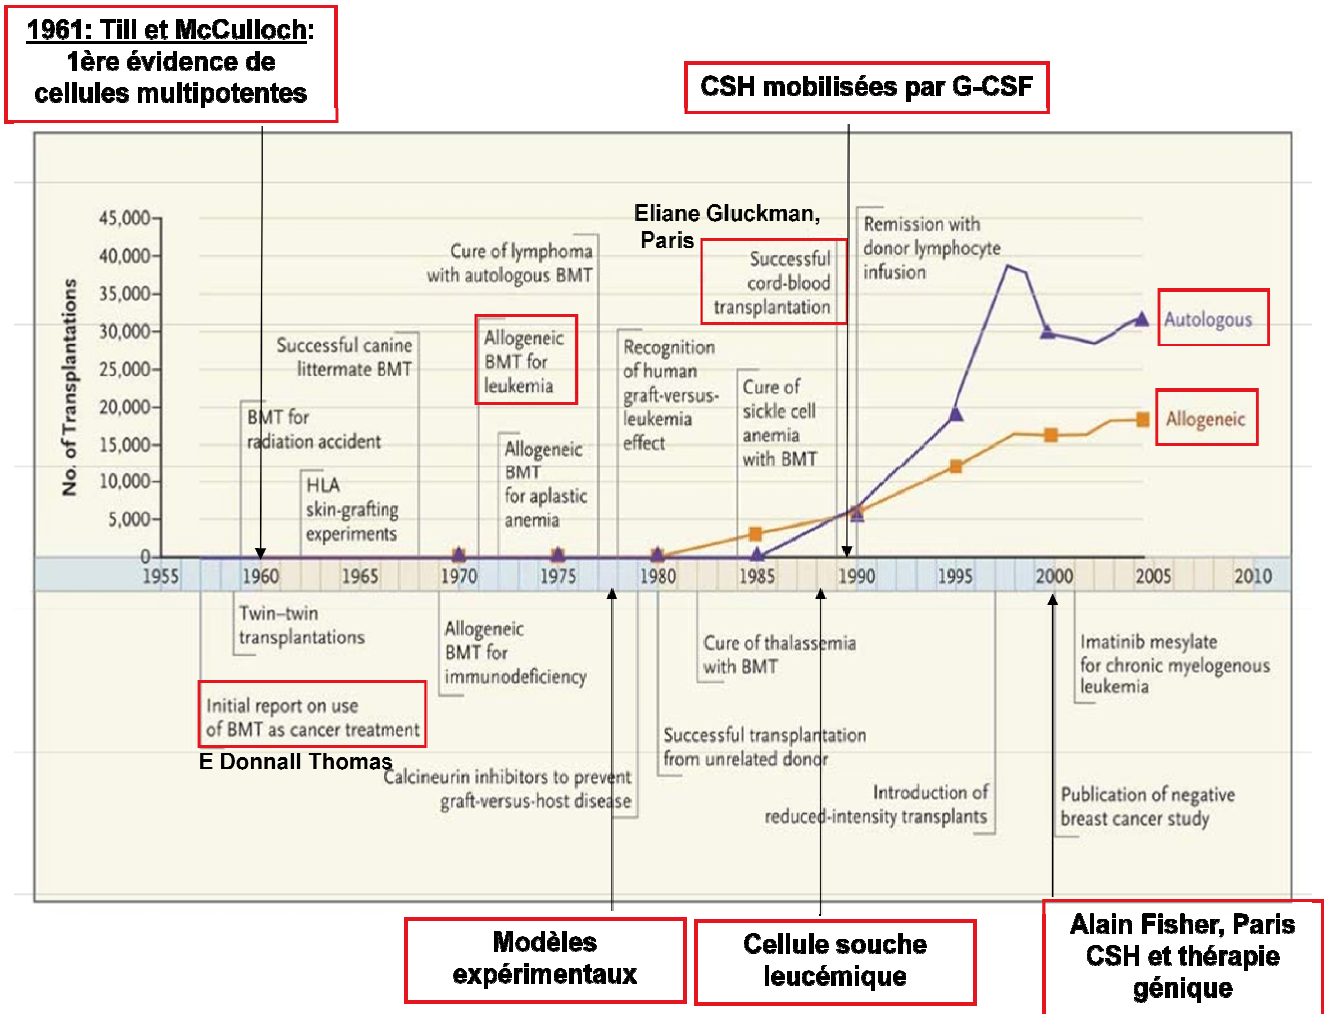 1961: Till et McCulloch:
1ère évidence de
cellules multipotentes
CSH mobilisées par G-CSF
Eliane Gluckman,
Paris
No. of Transplantations
45,000
40,000
35,000
30,000
25,000
20,000
15,000
10,000
5,000
0
BMT for
radiation accident
HLA
skin-grafting
experiments
Successful canine
littermate BMT
Cure of lymphoma
with autologous BMT
Allogeneic
BMT for
leukemia
Allogeneic
BMT
for aplastic
anemia
Recognition
of human
graft-versus-
leukemia
effect
Successful
cord-blood
transplantation
Cure of
sickle cell
anemia
with BMT
Remission with
donor lymphocyte
infusion
Autologous
Allogeneic
1955 1960 1965 1970 1975 1980 1985 1990 1995 2000 2005 2010
Twin–twin
transplantations
Initial report on use
of BMT as cancer treatment
E Donnall Thomas
Allogeneic
BMT for
immunodeficiency
Calcineurin inhibitors to prevent
graft-versus-host disease
Cure of thalassemia
with BMT
Successful transplantation
from unrelated donor
Introduction of
reduced-intensity transplants
Imatinib mesylate
for chronic myelogenous
leukemia
Publication of negative
breast cancer study
Modèles
expérimentaux
Cellule souche
leucémique
Alain Fisher, Paris
CSH et thérapie
génique